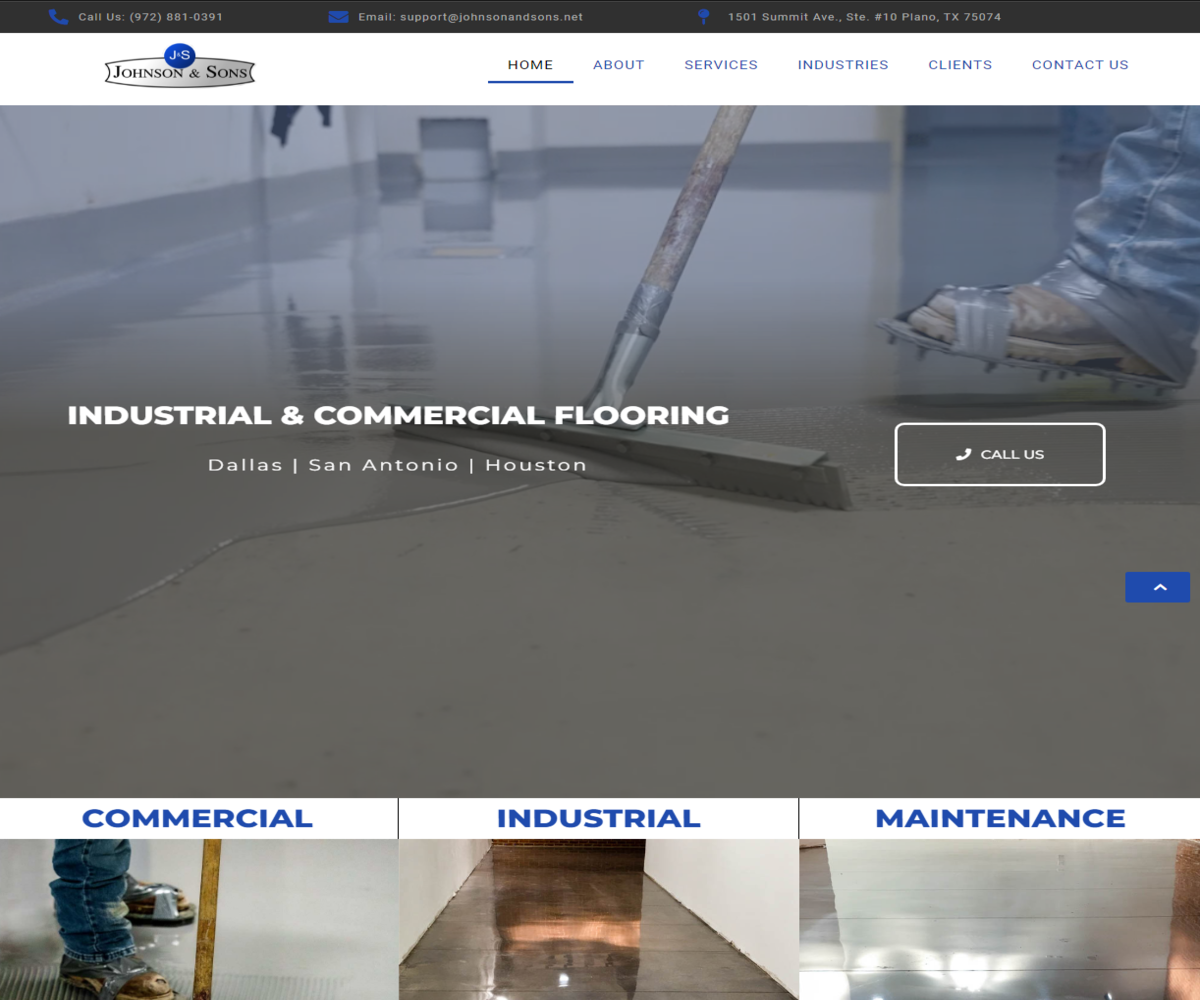 Call Us: (972) 881-0391
Email: support@johnsonandsons.net
1501 Summit Ave., Ste. #10 Plano, TX 75074
J&S
Johnson & Sons
HOME
ABOUT
SERVICES
INDUSTRIES
CLIENTS
CONTACT US
INDUSTRIAL & COMMERCIAL FLOORING
Dallas | San Antonio | Houston
CALL US
COMMERCIAL
INDUSTRIAL
MAINTENANCE